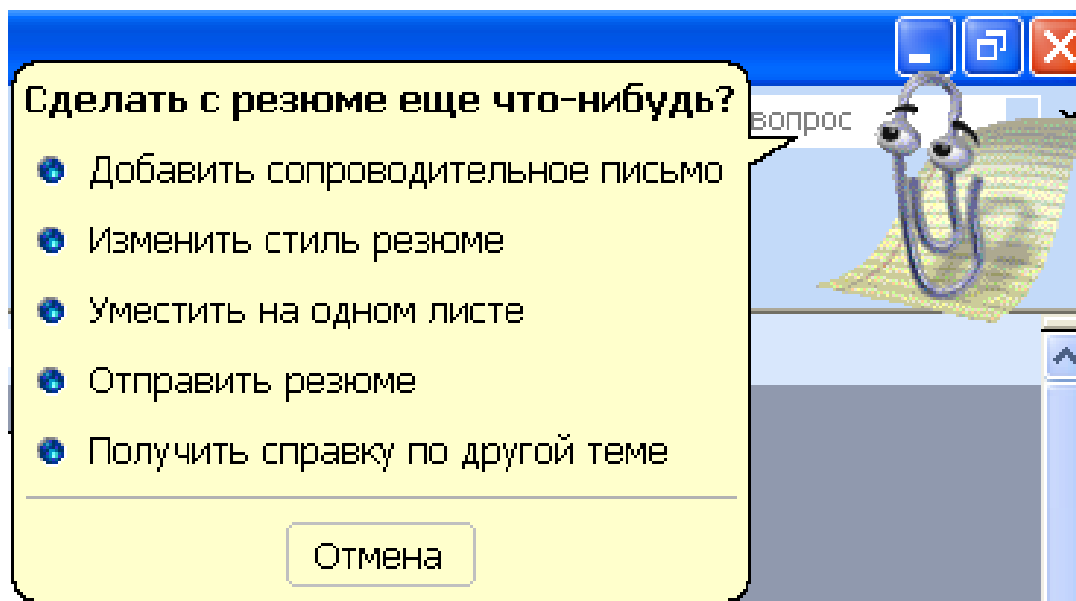 Сделать с резюме еще что-нибудь?
вопрос
Добавить сопроводительное письмо
Изменить стиль резюме
Уместить на одном листе
Отправить резюме
Получить справку по другой теме
Отмена